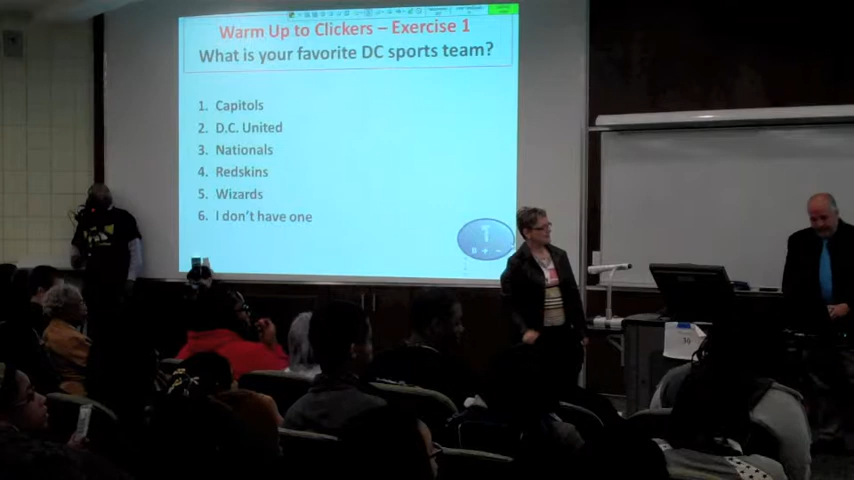 Warm Up to Clickers – Exercise 1
What is your favorite DC sports team?
1. Capitols
2. D.C. United
3. Nationals
4. Redskins
5. Wizards
6. I don't have one